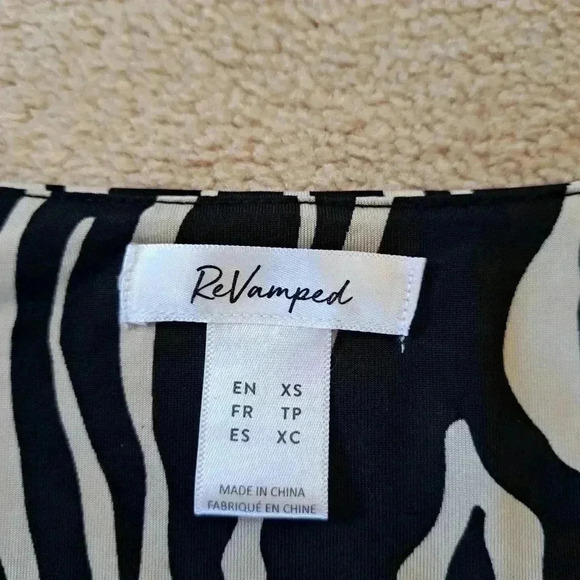 ReVamped
EN XS
FR TP
ES XC
MADE IN CHINA
FABRIQUÉ EN CHINE